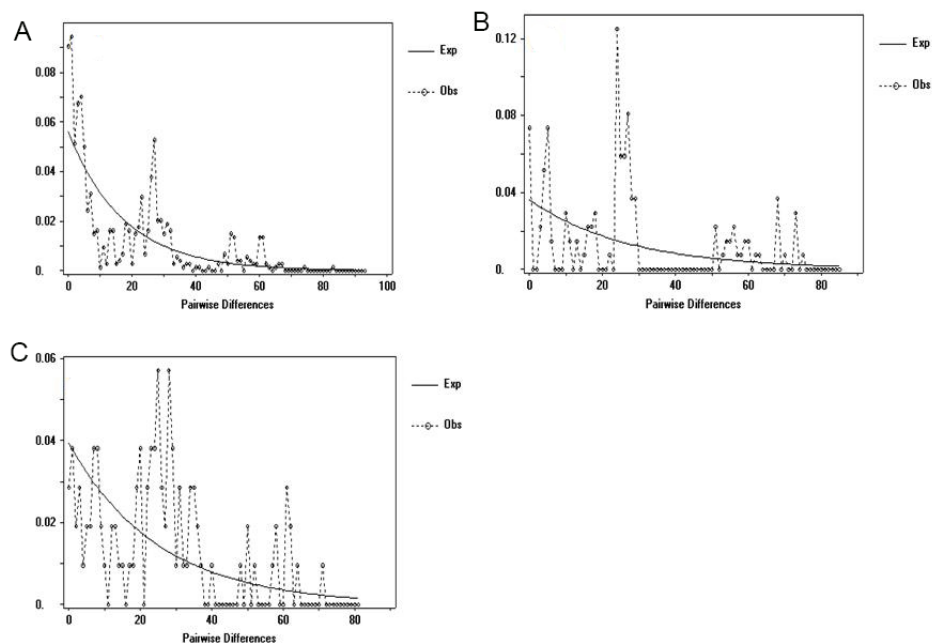 A
0.08
0.06
0.04
0.02
0.
0 20 40 60 80 100
Pairwise Differences
Exp
Obs
B
0.12
0.08
0.04
0.
0 20 40 60 80
Pairwise Differences
Exp
Obs
C
0.06
0.04
0.02
0.
0 20 40 60 80
Pairwise Differences
Exp
Obs